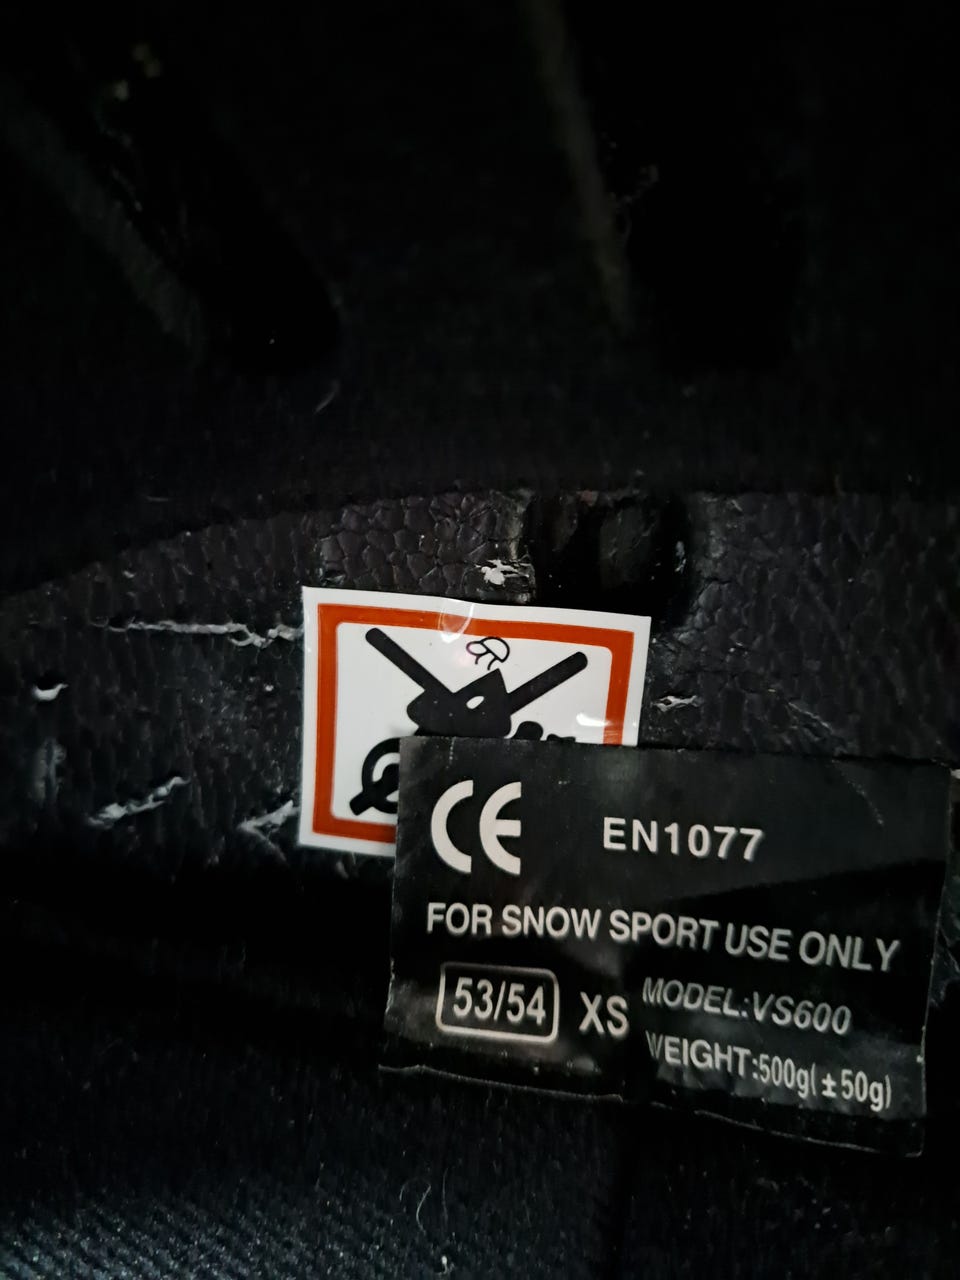 CE EN1077
FOR SNOW SPORT USE ONLY
53/54 XS MODEL:VS600
WEIGHT:500g(±50g)